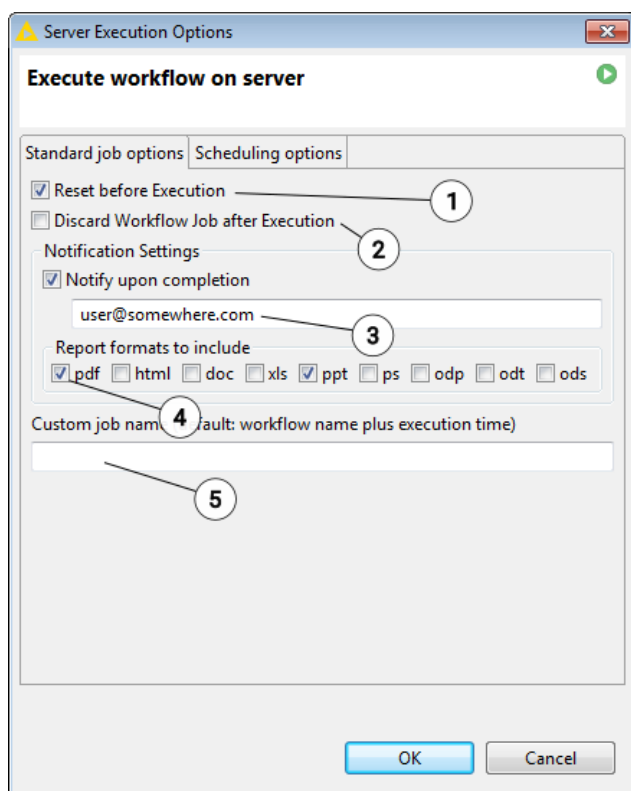 Server Execution Options
Execute workflow on server
Standard job options Scheduling options
Reset before Execution
1
Discard Workflow Job after Execution
2
Notification Settings
Notify upon completion
user@somewhere.com
3
Report formats to include
pdf html doc xls ppt ps odp odt ods
4
Custom job nam fault: workflow name plus execution time)
5
OK Cancel